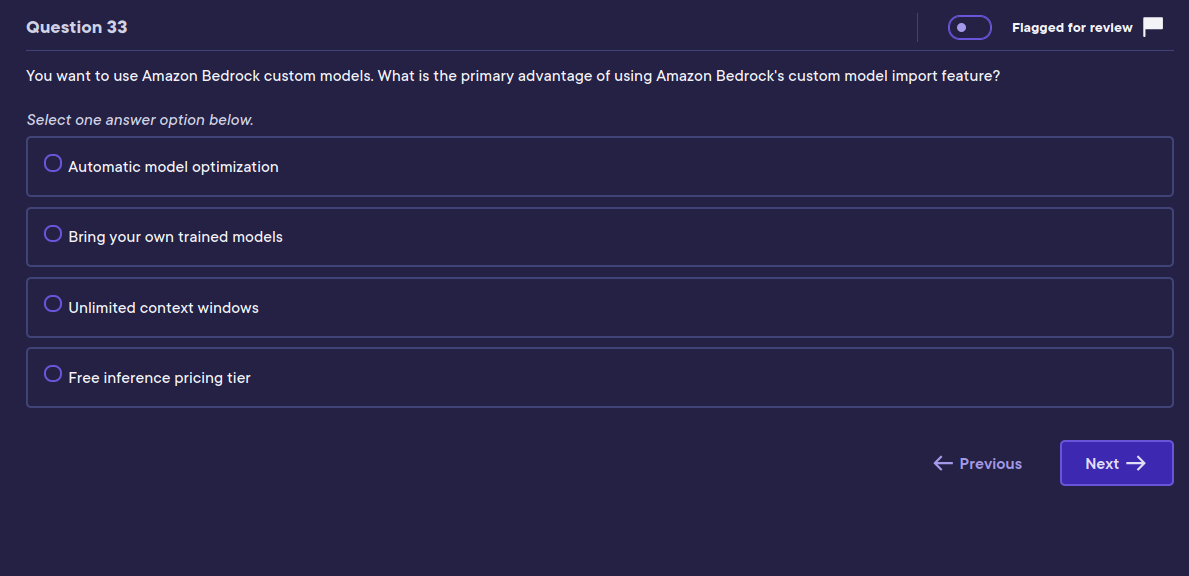 Question 33
Flagged for review
You want to use Amazon Bedrock custom models. What is the primary advantage of using Amazon Bedrock's custom model import feature?
Select one answer option below.
Automatic model optimization
Bring your own trained models
Unlimited context windows
Free inference pricing tier
Previous
Next